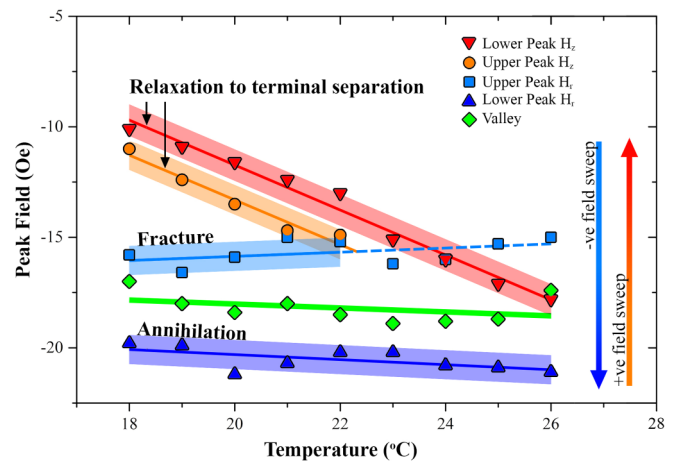 -5
-10
-15
-20
Peak Field (Oe)
Lower Peak Hz
Upper Peak Hz
Upper Peak Hr
Lower Peak Hr
Valley
Relaxation to terminal separation
Fracture
Annihilation
-ve field sweep
+ve field sweep
18 20 22 24 26 28
Temperature (°C)